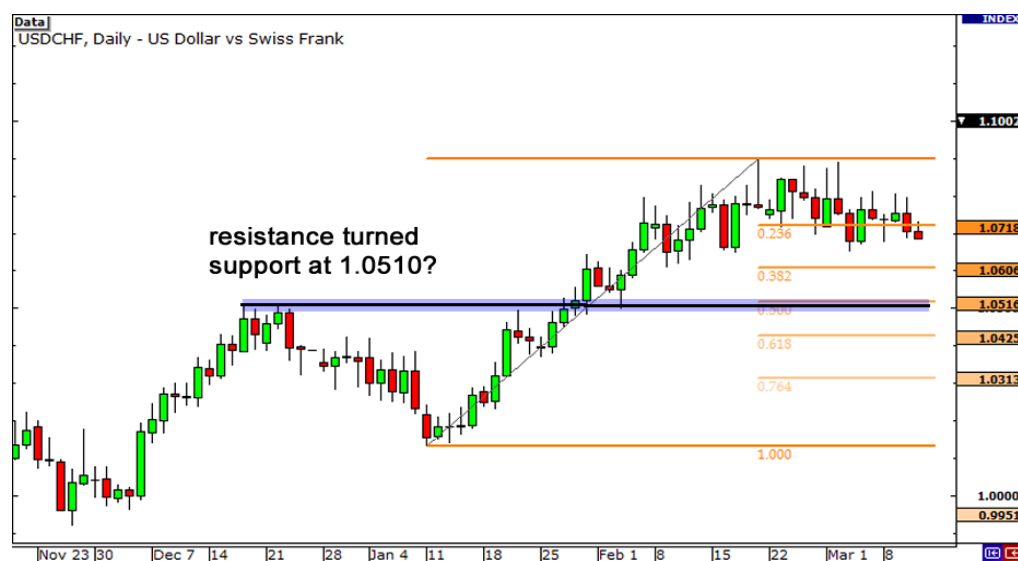 Data
INDEX
USDCHF, Daily - US Dollar vs Swiss Frank
1.1002
resistance turned
support at 1.0510?
0.236
1.0718
0.382
1.0606
0.500
1.0516
0.618
1.0425
0.764
1.0313
1.000
1.0000
0.9951
Nov 23 30 Dec 7 14 21 28 Jan 4 11 18 25 Feb 1 8 15 22 Mar 1 8